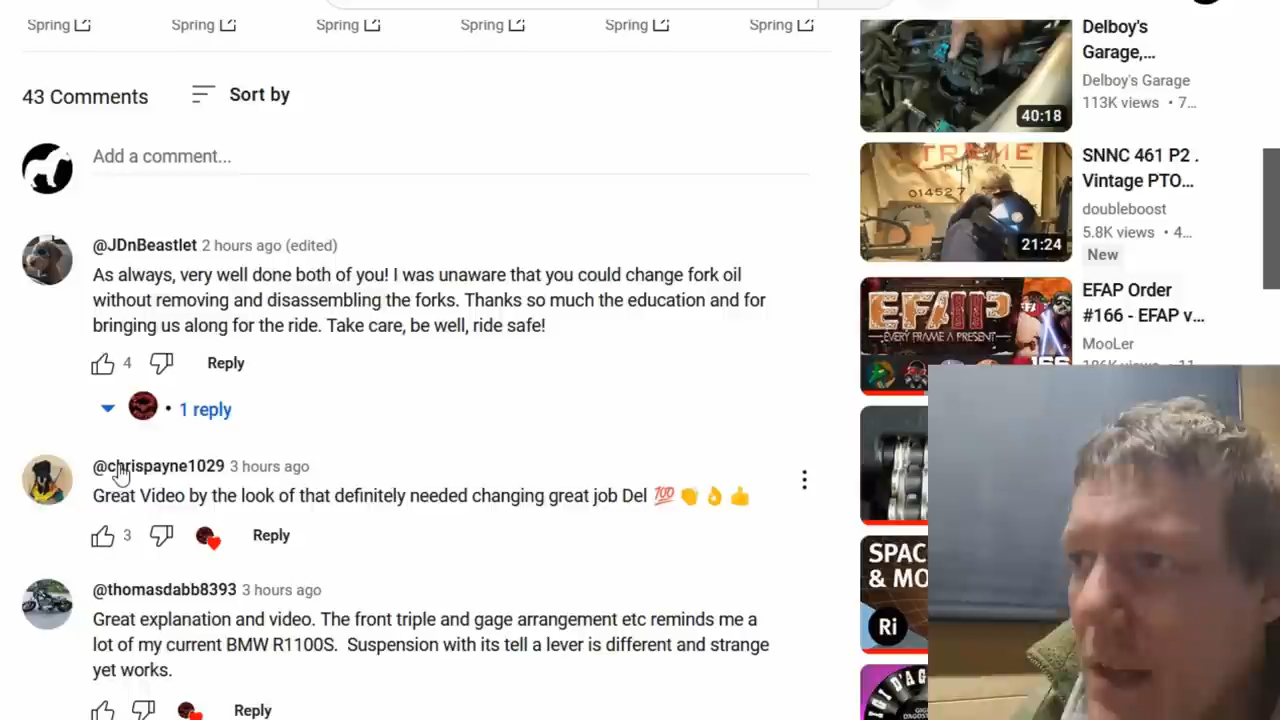 Spring Spring Spring Spring Spring Spring
43 Comments Sort by
Add a comment...
@JDnBeastlet 2 hours ago (edited)
As always, very well done both of you! I was unaware that you could change fork oil
without removing and disassembling the forks. Thanks so much the education and for
bringing us along for the ride. Take care, be well, ride safe!
4 Reply
1 reply
@chrispayne1029 3 hours ago
Great Video by the look of that definitely needed changing great job Del 💯 👏 👌 👍
3 Reply
@thomasdabb8393 3 hours ago
Great explanation and video. The front triple and gage arrangement etc reminds me a
lot of my current BMW R1100S. Suspension with its tell a lever is different and strange
yet works.
Reply
40:18
Delboy's
Garage,...
Delboy's Garage
113K views • 7...
TREME
01452 7
21:24
SNNC 461 P2 .
Vintage PTO...
doubleboost
5.8K views • 4...
New
EFAP
EVERY FRAME A PRESENT
166
EFAP Order
#166 - EFAP v...
MooLer
186K views • 11...
SPAC
& MO
Ri